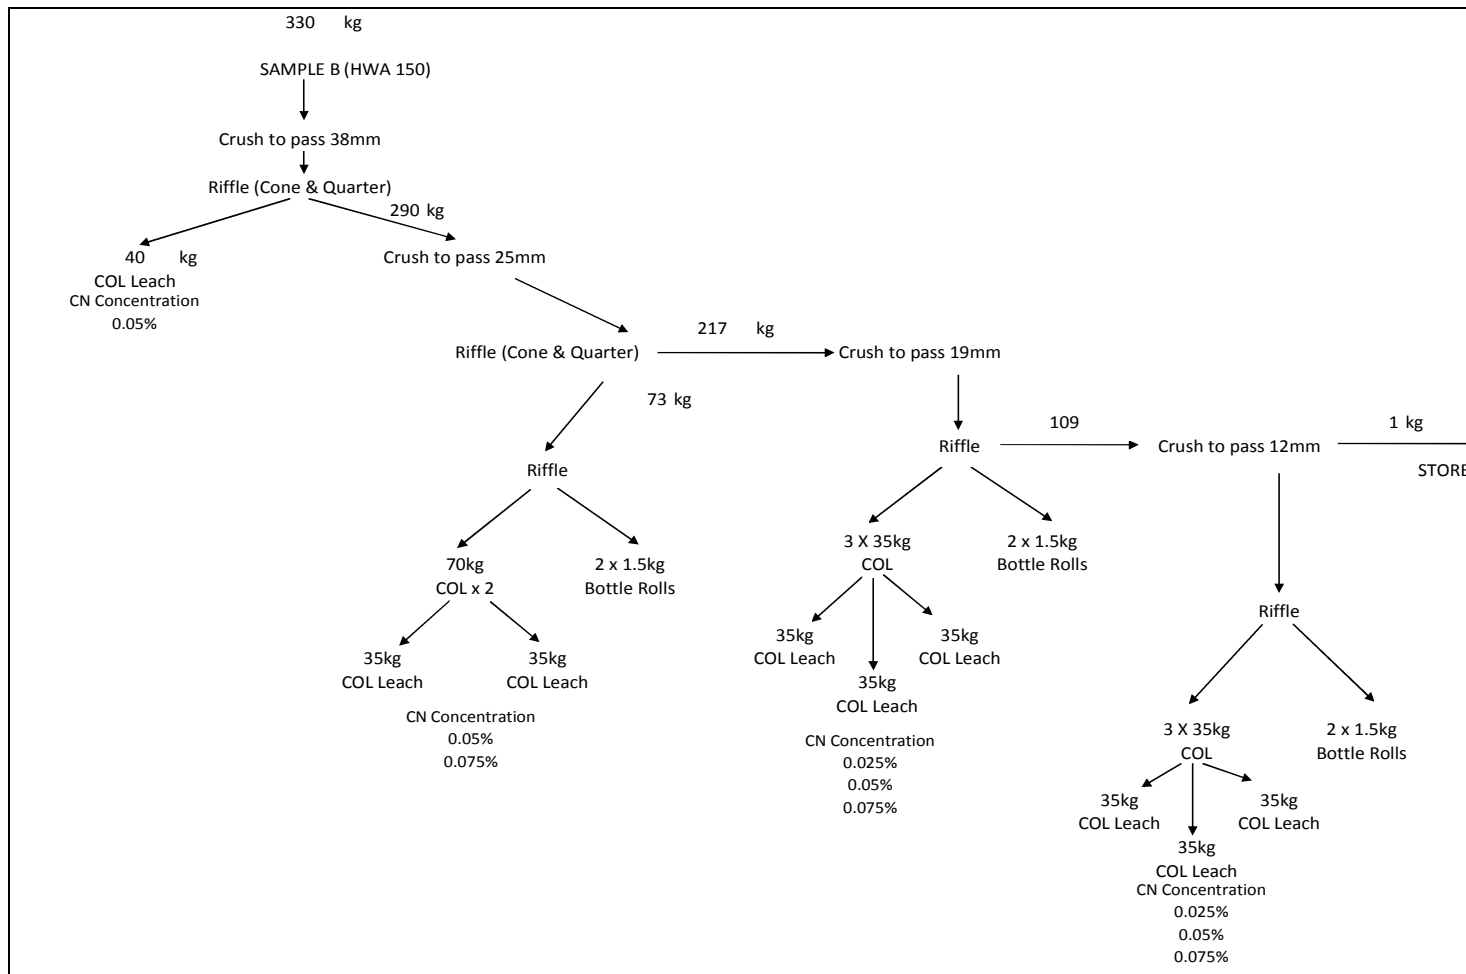 330 kg
SAMPLE B (HWA 150)
Crush to pass 38mm
Riffle (Cone & Quarter)
290 kg
40 kg
COL Leach
CN Concentration
0.05%
Crush to pass 25mm
Riffle (Cone & Quarter)
217 kg
Crush to pass 19mm
73 kg
Riffle
70kg
COL x 2
2 x 1.5kg
Bottle Rolls
35kg
COL Leach
35kg
COL Leach
CN Concentration
0.05%
0.075%
Riffle
109
Crush to pass 12mm
1 kg
STORE
3 X 35kg
COL
2 x 1.5kg
Bottle Rolls
35kg
COL Leach
35kg
COL Leach
35kg
COL Leach
CN Concentration
0.025%
0.05%
0.075%
Riffle
3 X 35kg
COL
2 x 1.5kg
Bottle Rolls
35kg
COL Leach
35kg
COL Leach
35kg
COL Leach
CN Concentration
0.025%
0.05%
0.075%